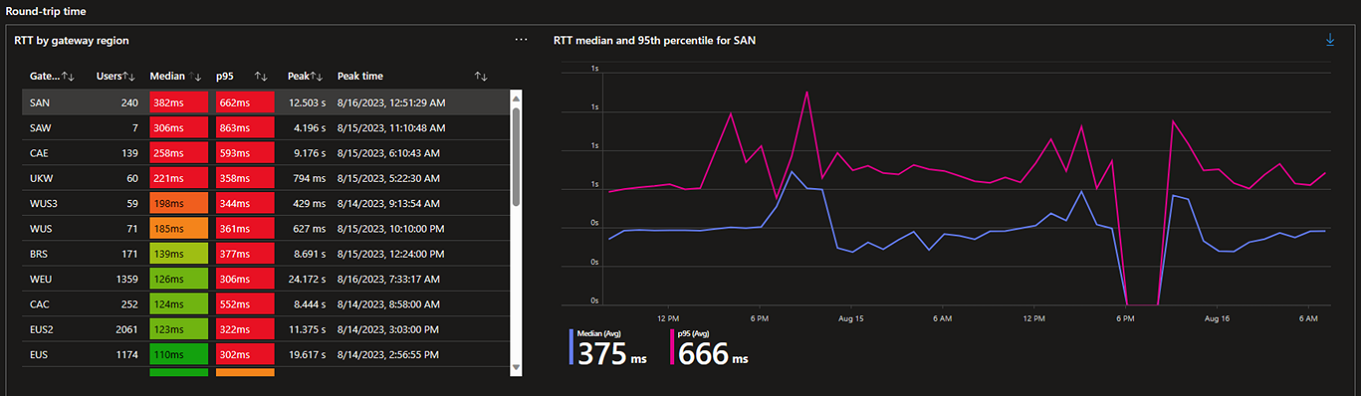 Round-trip time
RTT by gateway region ...
Gate... Users Median p95 Peak Peak time
SAN 240 382ms 662ms 12.503 s 8/16/2023, 12:51:29 AM
SAW 7 306ms 863ms 4.196 s 8/15/2023, 11:10:48 AM
CAE 139 258ms 593ms 9.176 s 8/15/2023, 6:10:43 AM
UKW 60 221ms 358ms 794 ms 8/15/2023, 5:22:30 AM
WUS3 59 198ms 344ms 429 ms 8/14/2023, 9:13:54 AM
WUS 71 185ms 361ms 627 ms 8/15/2023, 10:10:00 PM
BRS 171 139ms 377ms 8.691 s 8/15/2023, 12:24:00 PM
WEU 1359 126ms 306ms 24.172 s 8/16/2023, 7:33:17 AM
CAC 252 124ms 552ms 8.444 s 8/14/2023, 8:58:00 AM
EUS2 2061 123ms 322ms 11.375 s 8/14/2023, 3:03:00 PM
EUS 1174 110ms 302ms 19.617 s 8/14/2023, 2:56:55 PM
RTT median and 95th percentile for SAN
1s
1s
1s
1s
0s
0s
0s
12 PM 6 PM Aug 15 6 AM 12 PM 6 PM Aug 16 6 AM
Median (Avg) p95 (Avg)
375 ms 666 ms